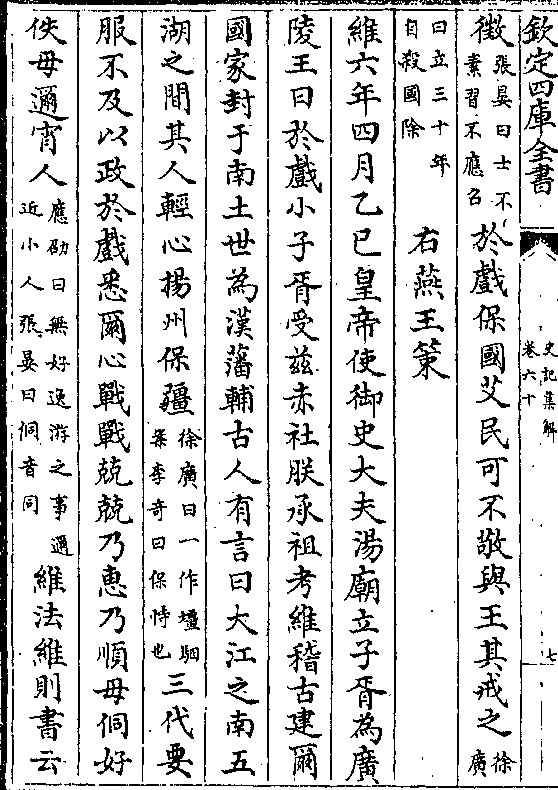 欽定四庫全書
史記集解
卷六十
七
徵張晏曰士不素習不應召於戲保國艾民可不敬與王其戒之徐廣
曰立三十年自殺國除 右燕王策
維六年四月乙巳皇帝使御史大夫湯廟立子胥為廣
陵王曰於戲小子胥受茲赤社朕承祖考維稽古建爾
國家封于南土世為漢藩輔古人有言曰大江之南五
湖之間其人輕心揚州保疆徐廣曰一作壃駰案李奇曰保恃也三代要
服不及以政於戲悉爾心戰戰兢兢乃惠乃順毋侗好
佚毋邇宵人應劭曰無好逸游之事邇近小人張晏曰侗音同維法維則書云